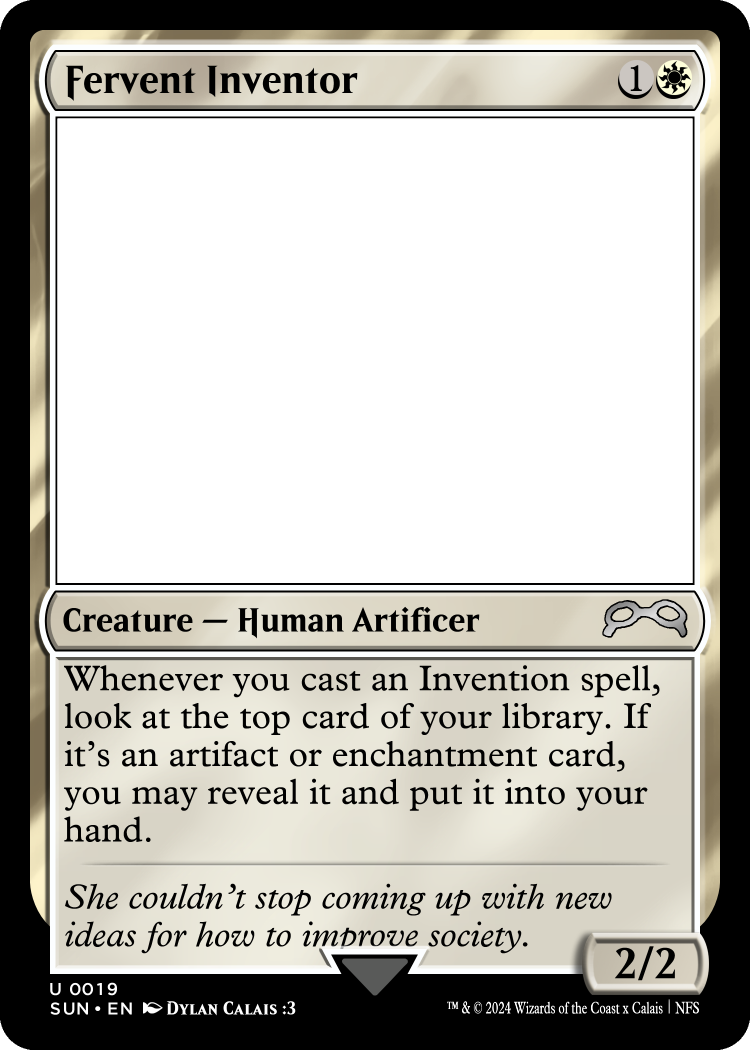 Fervent Inventor 1
Creature — Human Artificer
Whenever you cast an Invention spell,
look at the top card of your library. If
it's an artifact or enchantment card,
you may reveal it and put it into your
hand.
She couldn't stop coming up with new
ideas for how to improve society.
2/2
U 0019
SUN • EN DYLAN CALAIS :3
™ & © 2024 Wizards of the Coast x Calais | NFS